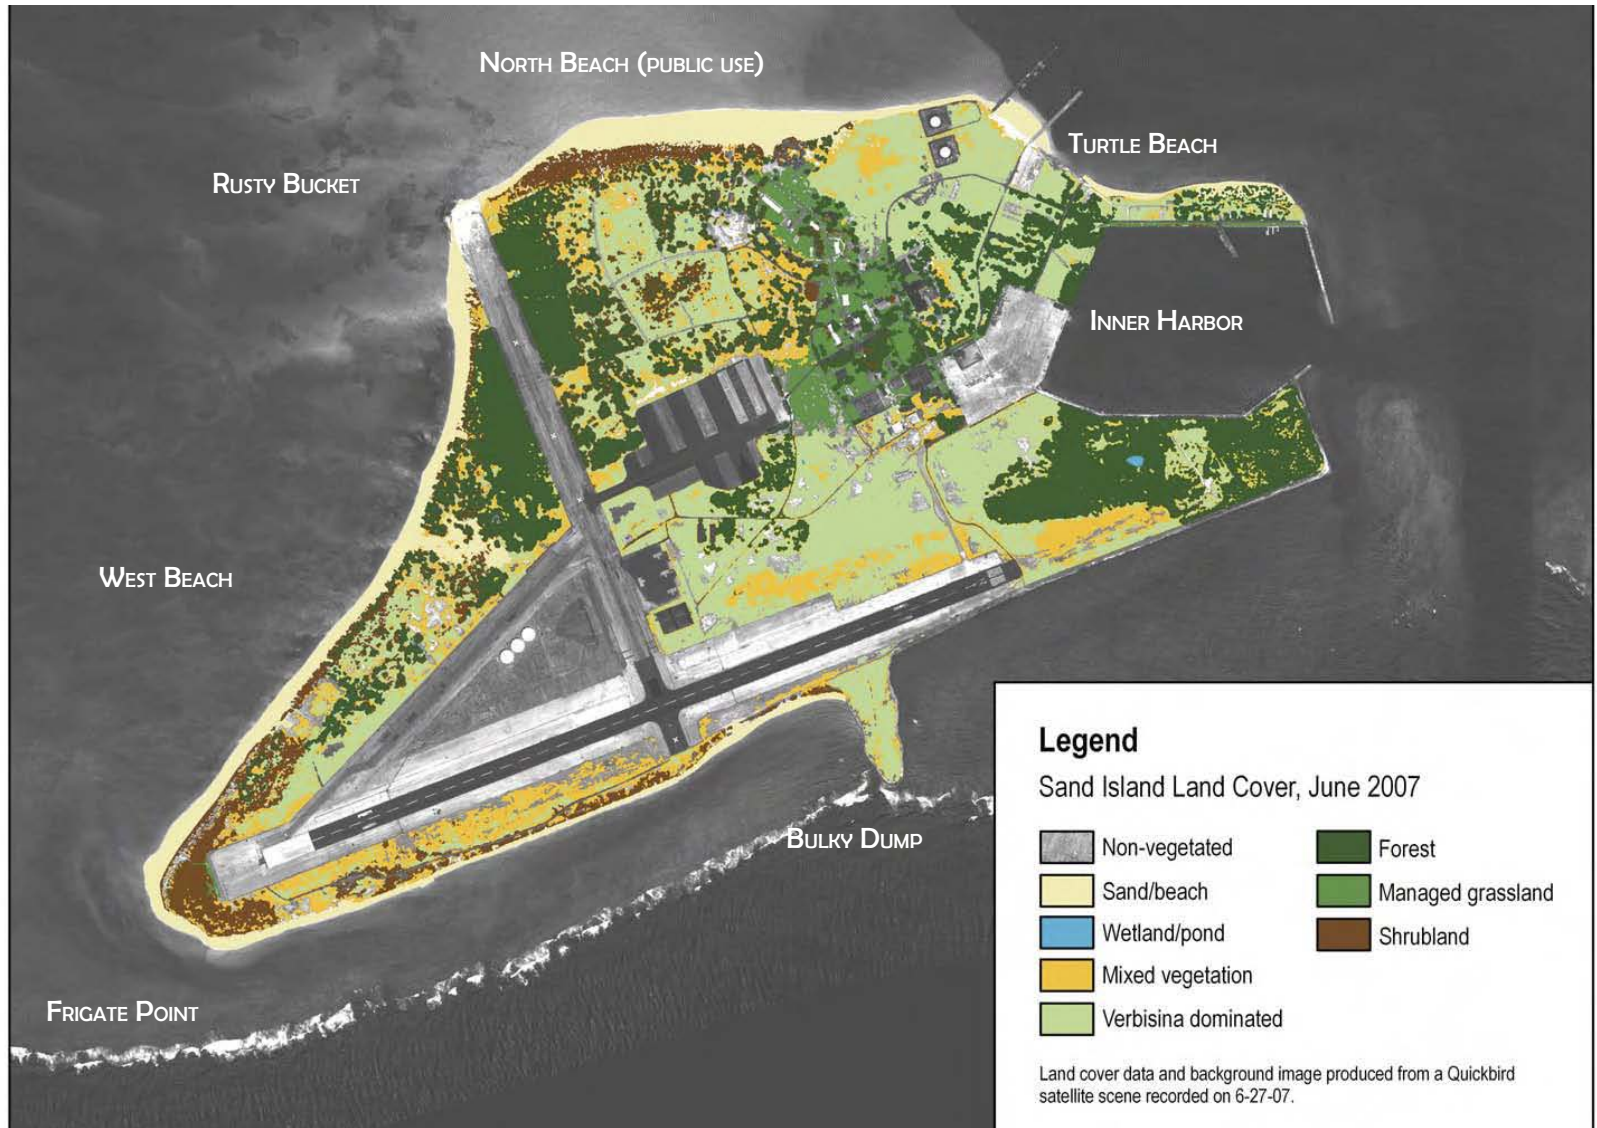 North Beach (public use)
Turtle Beach
Rusty Bucket
Inner Harbor
West Beach
Bulky Dump
Frigate Point
Legend
Sand Island Land Cover, June 2007
Non-vegetated
Sand/beach
Wetland/pond
Mixed vegetation
Verbisina dominated
Forest
Managed grassland
Shrubland
Land cover data and background image produced from a Quickbird
satellite scene recorded on 6-27-07.